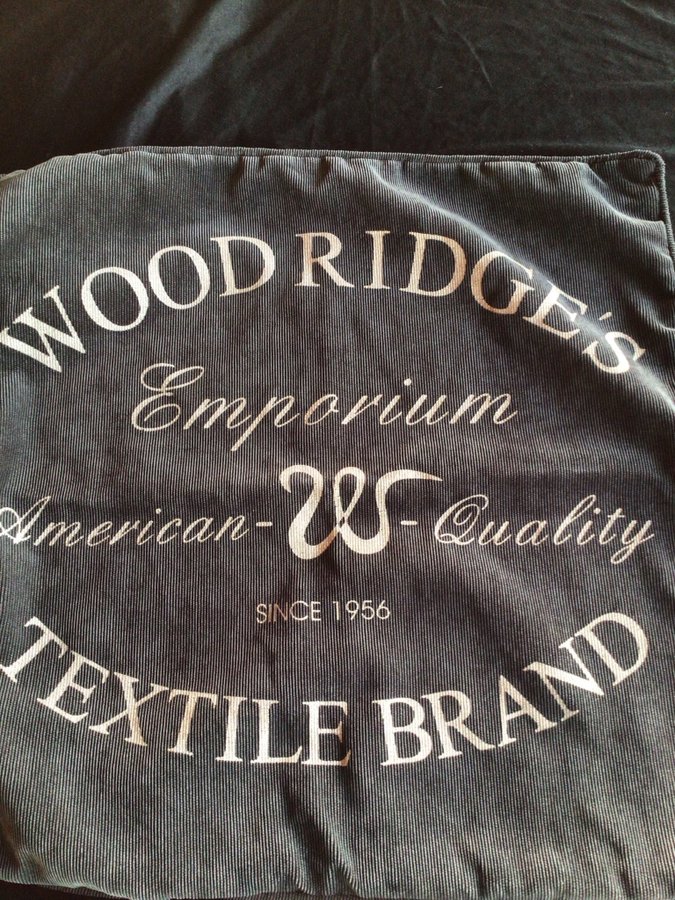 WOOD RIDGE'S
Emporium
American - W - Quality
SINCE 1956
TEXTILE BRAND